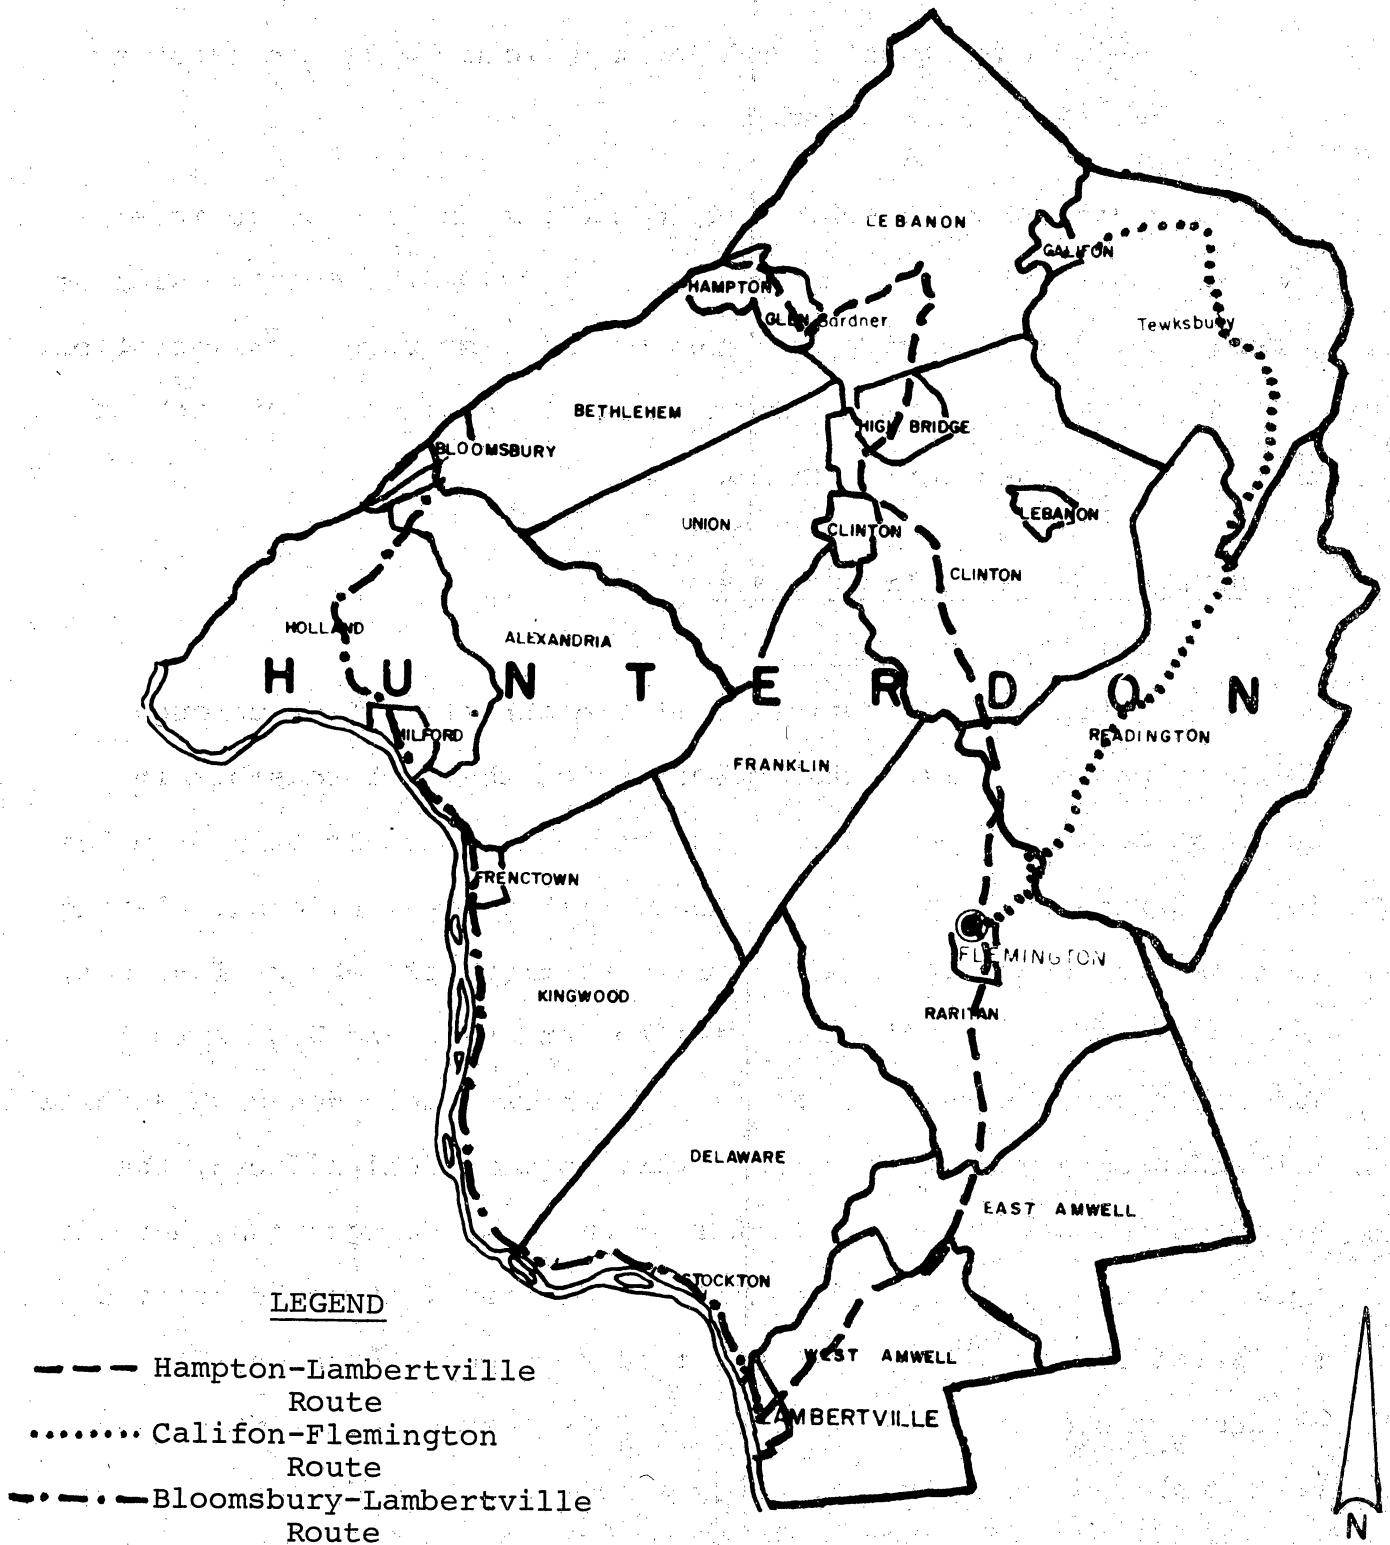 LEBANON
GALIFON
HAMPTON
GLEN Gardner
Tewksbury
BETHLEHEM
HIGH BRIDGE
BLOOMSBURY
LEBANON
UNION
CLINTON
CLINTON
HOLLAND
ALEXANDRIA
H U N T E R D O N
MILFORD
READINGTON
FRANKLIN
FRENCTOWN
FLEMINGTON
KINGWOOD
RARITAN
DELAWARE
EAST AMWELL
STOCKTON
WEST AMWELL
LAMBERTVILLE
LEGEND
Hampton-Lambertville
Route
Califon-Flemington
Route
Bloomsbury-Lambertville
Route
N